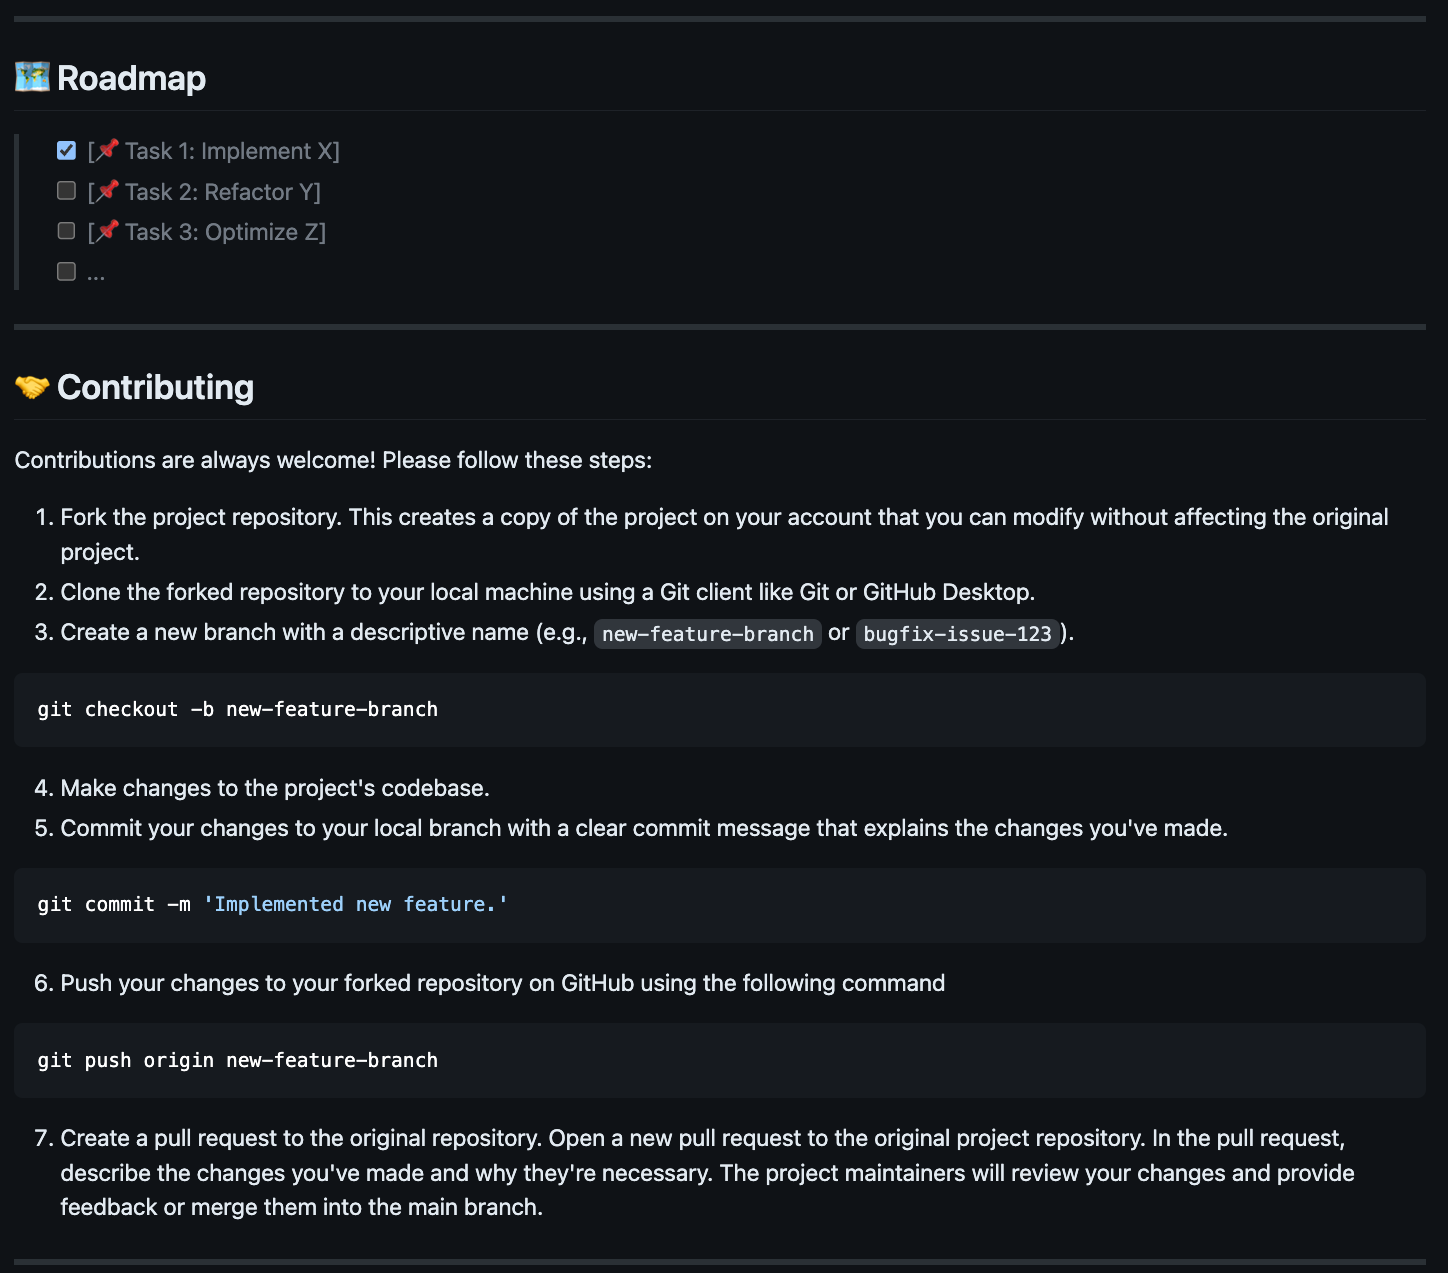 🗺️ Roadmap
[📌 Task 1: Implement X]
[📌 Task 2: Refactor Y]
[📌 Task 3: Optimize Z]
...
🤝 Contributing
Contributions are always welcome! Please follow these steps:
1. Fork the project repository. This creates a copy of the project on your account that you can modify without affecting the original
project.
2. Clone the forked repository to your local machine using a Git client like Git or GitHub Desktop.
3. Create a new branch with a descriptive name (e.g., new-feature-branch or bugfix-issue-123).
git checkout -b new-feature-branch
4. Make changes to the project's codebase.
5. Commit your changes to your local branch with a clear commit message that explains the changes you've made.
git commit -m 'Implemented new feature.'
6. Push your changes to your forked repository on GitHub using the following command
git push origin new-feature-branch
7. Create a pull request to the original repository. Open a new pull request to the original project repository. In the pull request,
describe the changes you've made and why they're necessary. The project maintainers will review your changes and provide
feedback or merge them into the main branch.